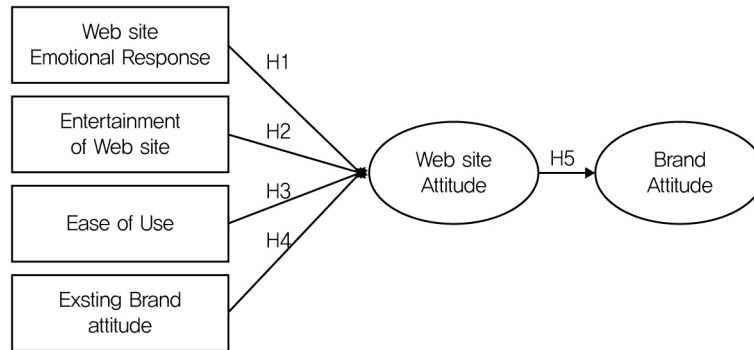 Web site
Emotional Response
H1
Entertainment
of Web site
H2
Ease of Use
H3
Exsting Brand
attitude
H4
Web site
Attitude
H5
Brand
Attitude